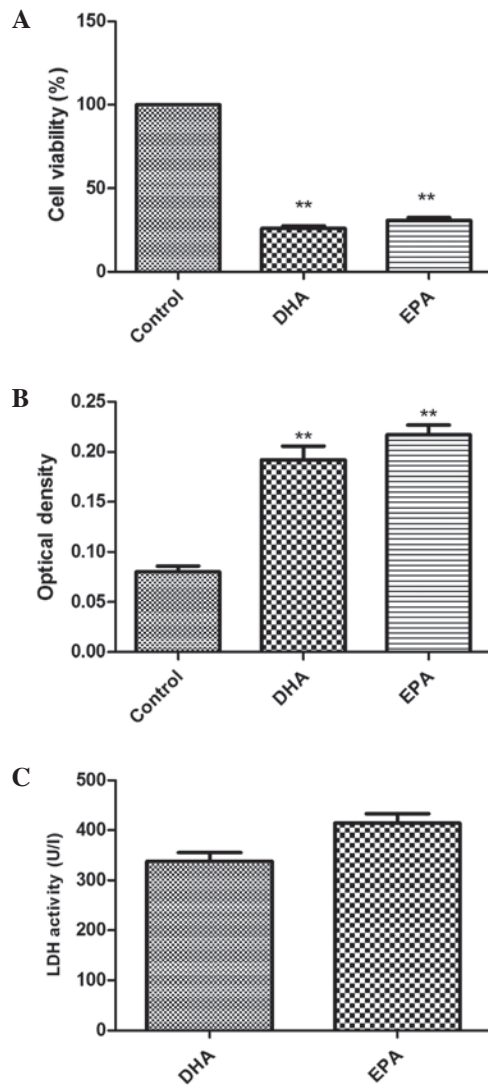 A
150
100
50
0
Cell viability (%)
**
**
Control
DHA
EPA
B
0.25
0.20
0.15
0.10
0.05
0.00
Optical density
**
**
Control
DHA
EPA
C
500
400
300
200
100
0
LDH activity (U/l)
DHA
EPA